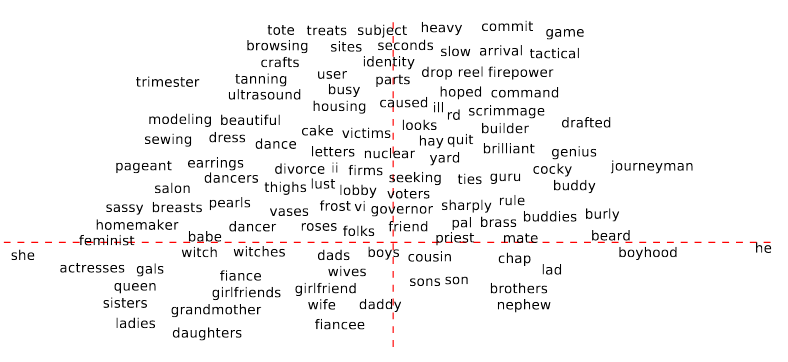 tote treats subject heavy commit game
browsing sites seconds slow arrival tactical
crafts identity
trimester tanning user parts drop reel firepower
ultrasound busy hoped command
housing caused ill rd scrimmage
modeling beautiful looks builder drafted
sewing dress dance cake victims hay quit brilliant genius
letters nuclear yard
pageant earrings divorce ii firms seeking ties guru cocky journeyman
salon dancers thighs lust lobby voters buddy
sassy breasts pearls vases frost vi governor sharply rule buddies burly
homemaker dancer roses folks friend pal brass
feminist babe priest mate beard he
she witch witches dads boys cousin chap boyhood
actresses gals fiance wives sons son lad
queen girlfriends girlfriend brothers
sisters grandmother wife daddy nephew
ladies daughters fiancee